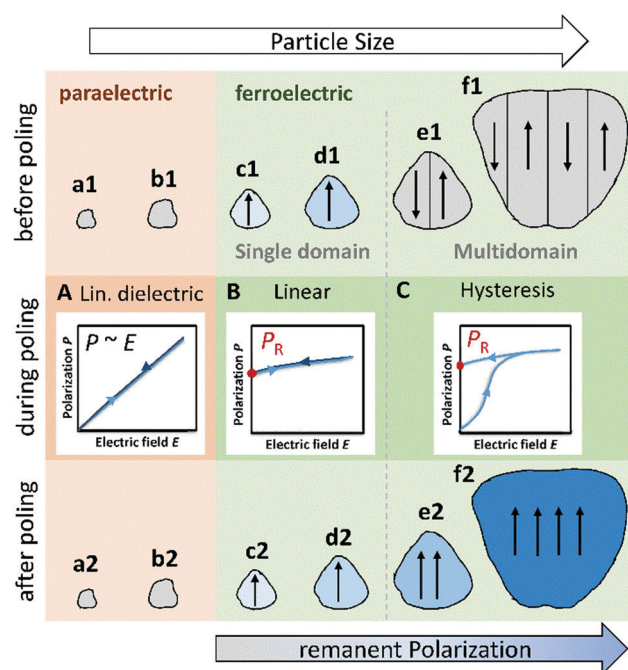 Particle Size
before poling
paraelectric
ferroelectric
a1
b1
c1
d1
e1
f1
Single domain
Multidomain
during poling
A Lin. dielectric
B Linear
C Hysteresis
P ~ E
Polarization P
Electric field E
P_R
Polarization P
Electric field E
P_R
Polarization P
Electric field E
after poling
a2
b2
c2
d2
e2
f2
remanent Polarization